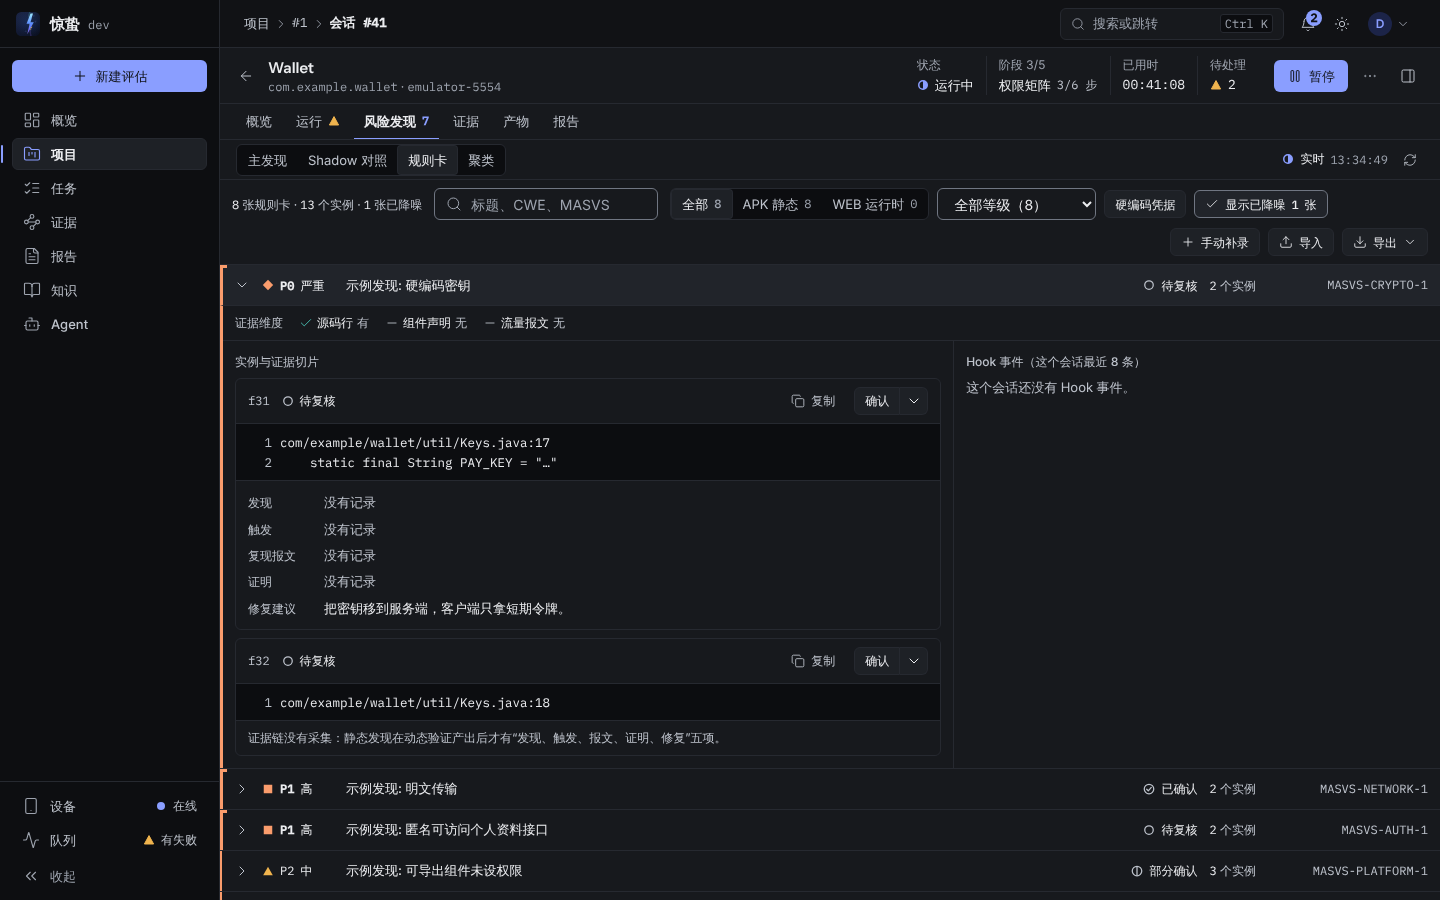 惊蛰 dev
项目 #1 会话 #41
搜索或跳转 Ctrl K
2
D
新建评估
概览
项目
任务
证据
报告
知识
Agent
设备 在线
队列 有失败
收起
Wallet
com.example.wallet · emulator-5554
状态 运行中
阶段 3/5 权限矩阵 3/6 步
已用时 00:41:08
待处理 2
暂停
概览 运行 风险发现 7 证据 产物 报告
主发现 Shadow 对照 规则卡 聚类
实时 13:34:49
8 张规则卡 · 13 个实例 · 1 张已降噪
标题、CWE、MASVS
全部 8 APK 静态 8 WEB 运行时 0
全部等级（8）
硬编码凭据
显示已降噪 1 张
手动补录 导入 导出
P0 严重 示例发现: 硬编码密钥 待复核 2 个实例 MASVS-CRYPTO-1
证据维度 源码行 有 组件声明 无 流量报文 无
实例与证据切片
f31 待复核 复制 确认
1 com/example/wallet/util/Keys.java:17
2 static final String PAY_KEY = "…"
发现 没有记录
触发 没有记录
复现报文 没有记录
证明 没有记录
修复建议 把密钥移到服务端，客户端只拿短期令牌。
f32 待复核 复制 确认
1 com/example/wallet/util/Keys.java:18
证据链没有采集：静态发现在动态验证产出后才有“发现、触发、报文、证明、修复”五项。
Hook 事件（这个会话最近 8 条）
这个会话还没有 Hook 事件。
P1 高 示例发现: 明文传输 已确认 2 个实例 MASVS-NETWORK-1
P1 高 示例发现: 匿名可访问个人资料接口 待复核 2 个实例 MASVS-AUTH-1
P2 中 示例发现: 可导出组件未设权限 部分确认 3 个实例 MASVS-PLATFORM-1